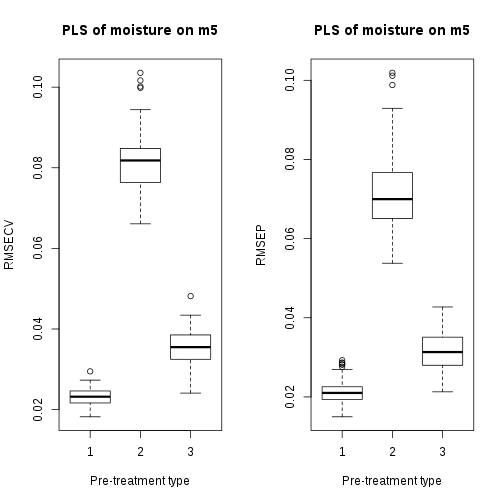 PLS of moisture on m5
RMSECV
0.10
0.08
0.06
0.04
0.02
1 2 3
Pre-treatment type
PLS of moisture on m5
RMSEP
0.10
0.08
0.06
0.04
0.02
1 2 3
Pre-treatment type